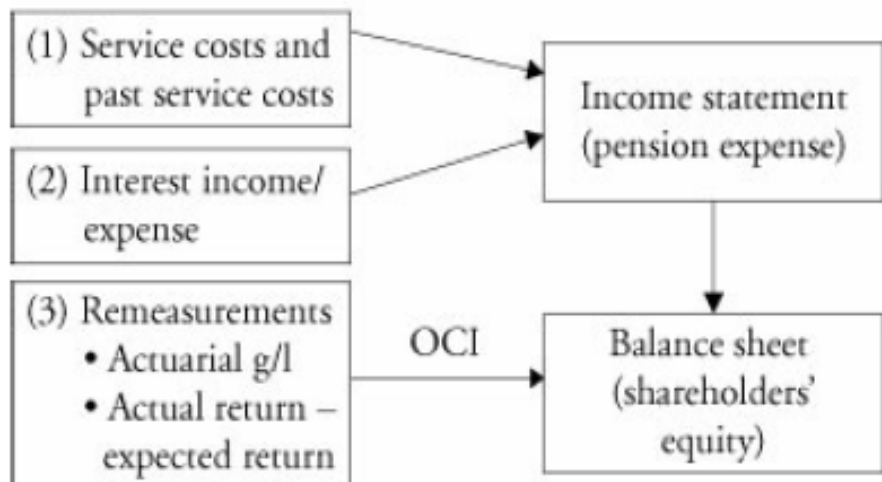 (1) Service costs and
past service costs
Income statement
(pension expense)
(2) Interest income/
expense
(3) Remeasurements
• Actuarial g/l
• Actual return –
expected return
OCI
Balance sheet
(shareholders’
equity)